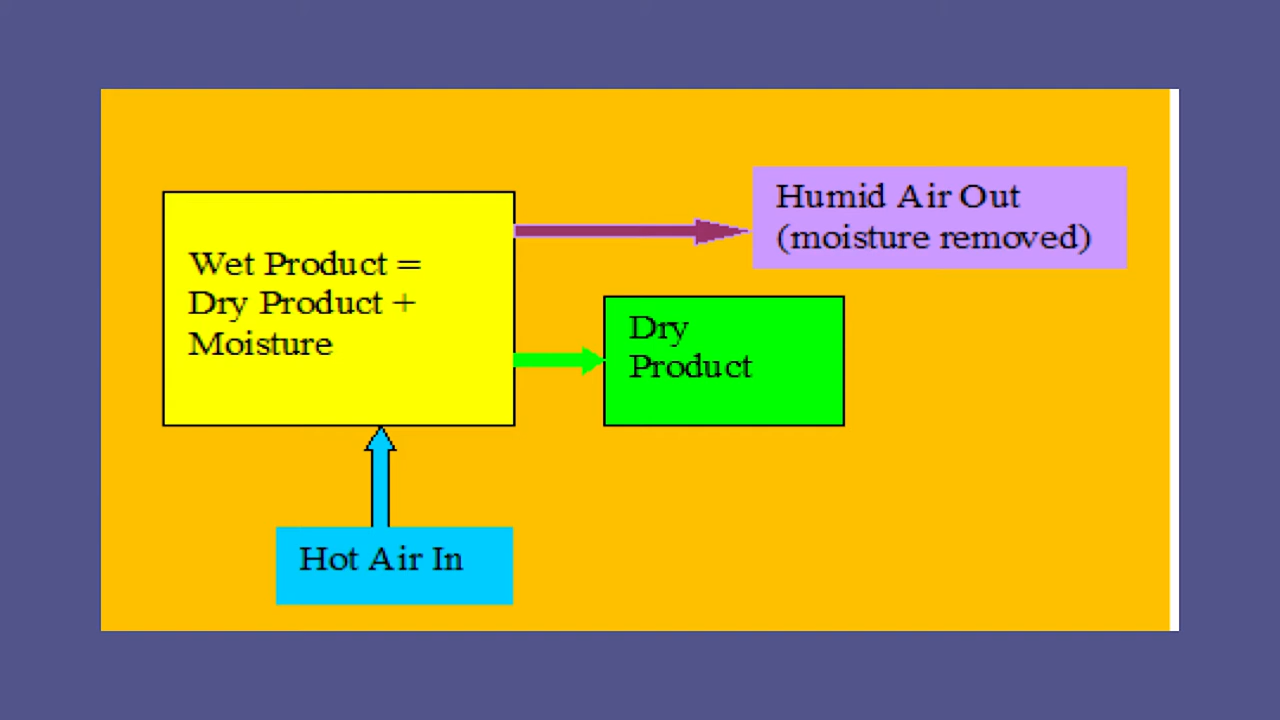 Wet Product =
Dry Product +
Moisture
Humid Air Out
(moisture removed)
Dry
Product
Hot Air In